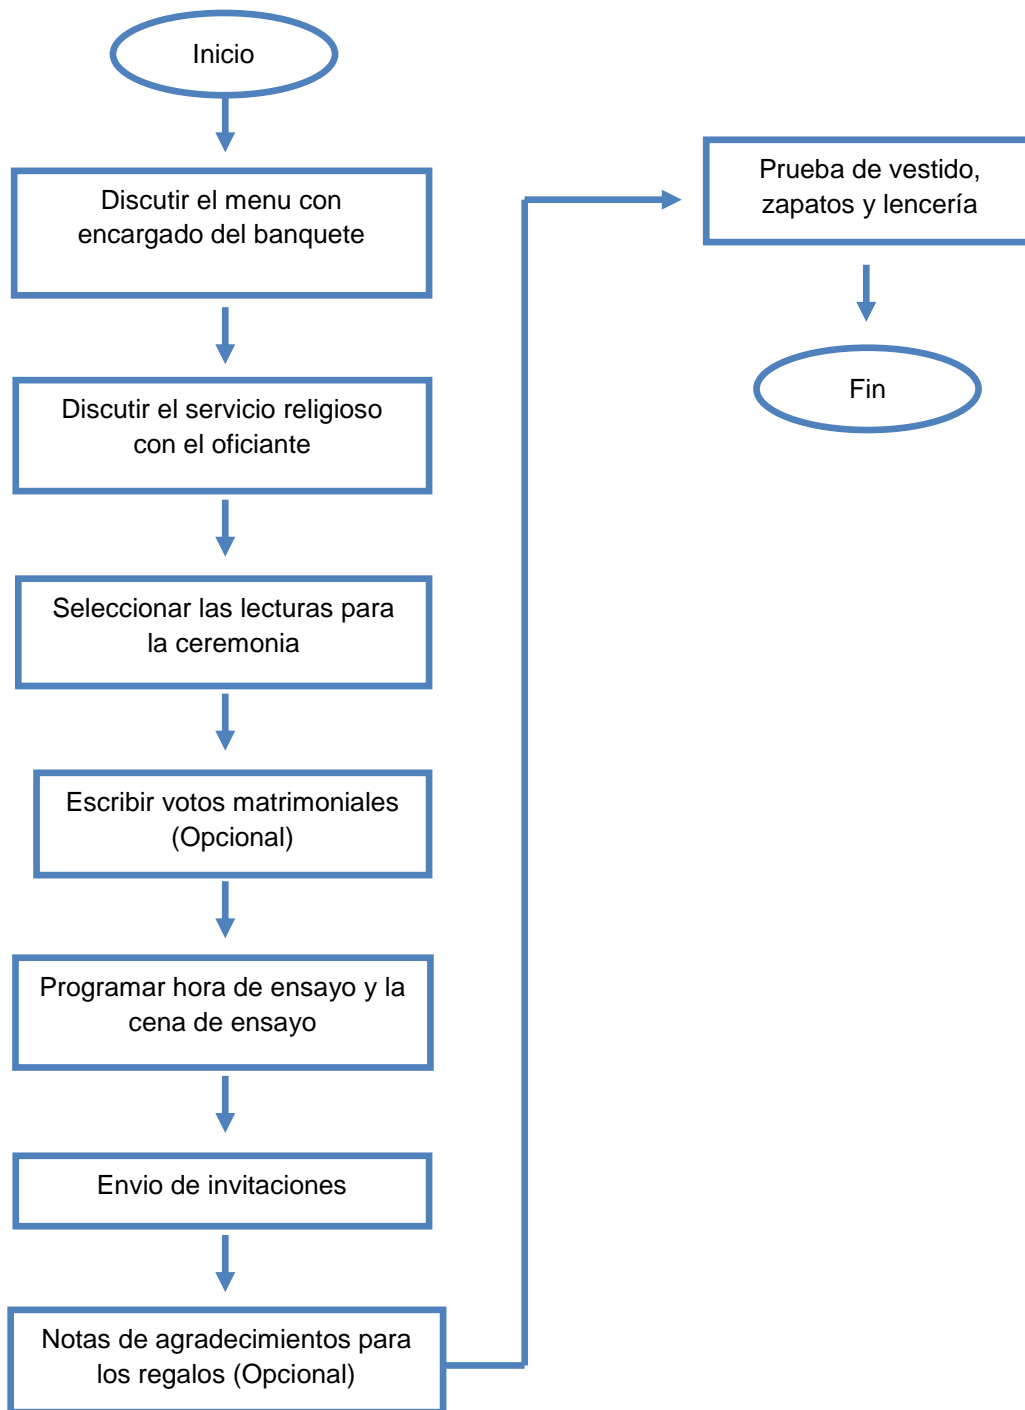 Inicio
Discutir el menu con
encargado del banquete
Discutir el servicio religioso
con el oficiante
Seleccionar las lecturas para
la ceremonia
Escribir votos matrimoniales
(Opcional)
Programar hora de ensayo y la
cena de ensayo
Envio de invitaciones
Notas de agradecimientos para
los regalos (Opcional)
Prueba de vestido,
zapatos y lencería
Fin